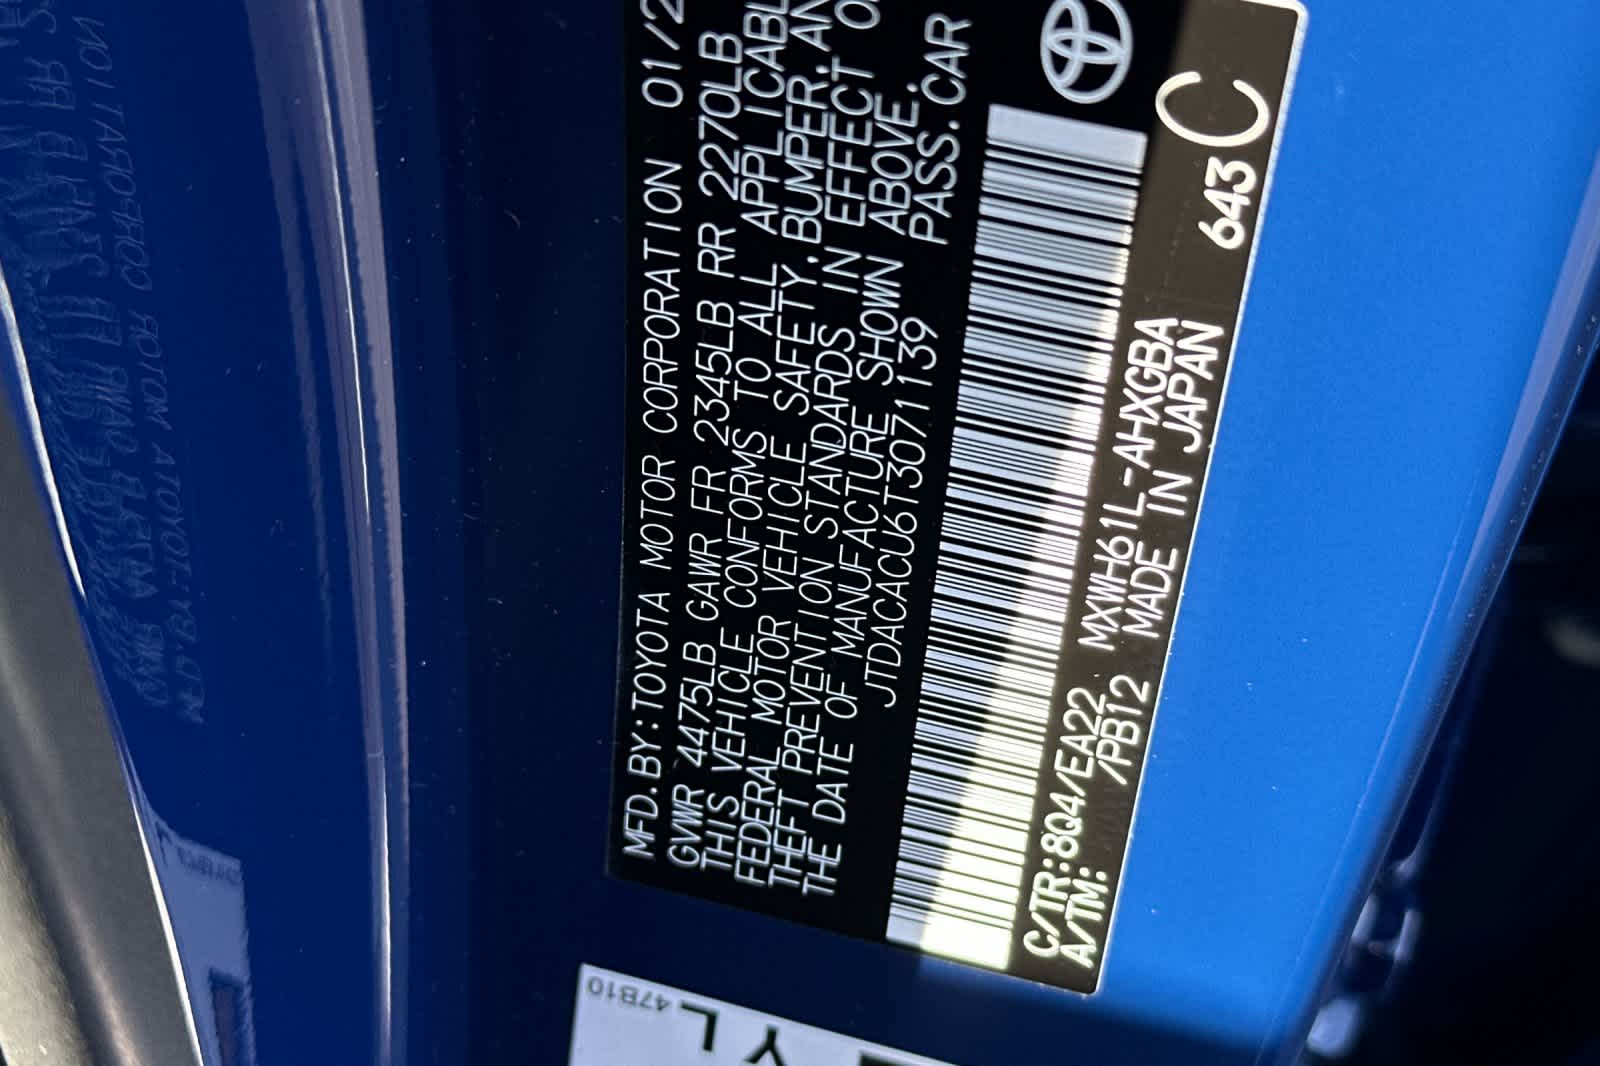 MFD.BY:TOYOTA MOTOR CORPORATION 01/2
GVWR 4475LB GAWR FR 2345LB RR 2270LB
THIS VEHICLE CONFORMS TO ALL APPLICABL
FEDERAL MOTOR VEHICLE SAFETY,BUMPER,AN
THEFT PREVENTION STANDARDS IN EFFECT O
THE DATE OF MANUFACTURE SHOWN ABOVE.
JTDACACU6T3071139 PASS.CAR
C/TR:8Q4/EA22 MXWH61L-AHXGBA
A/TM: /PB12 MADE IN JAPAN 643
C
47B10
YL